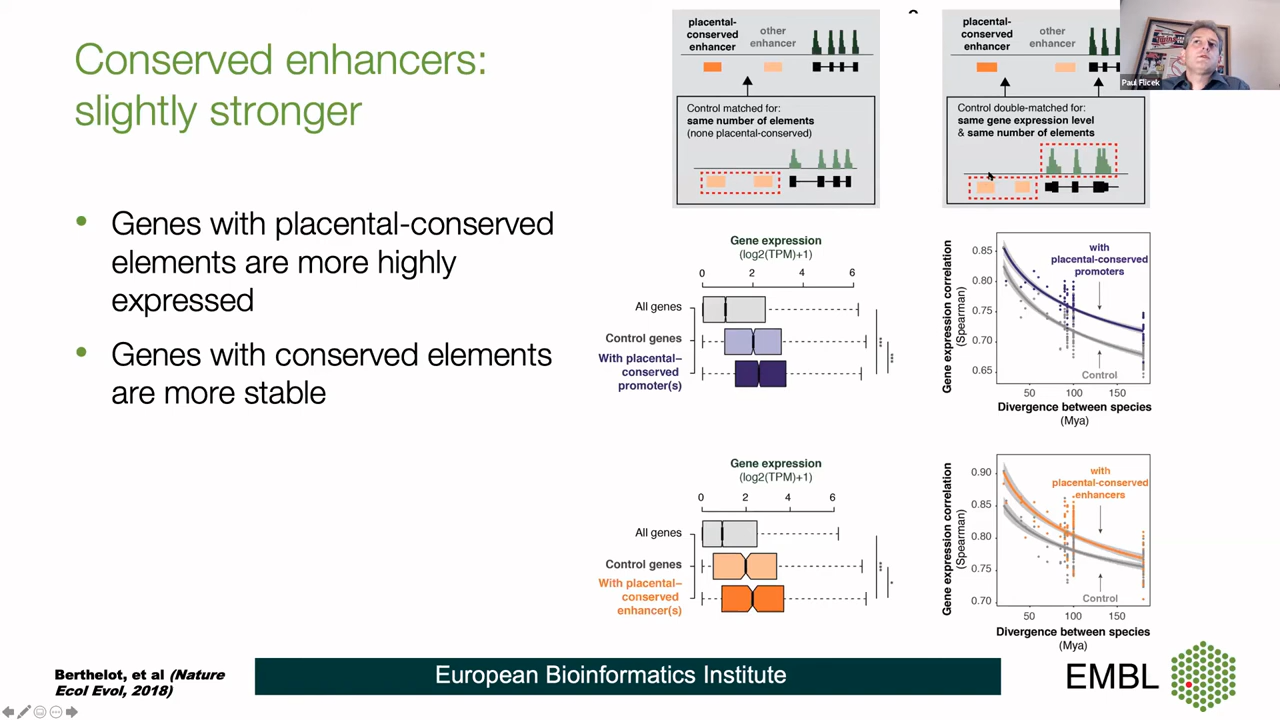 Conserved enhancers:
slightly stronger
• Genes with placental-conserved
elements are more highly
expressed
• Genes with conserved elements
are more stable
placental-
conserved
enhancer
other
enhancer
Control matched for:
same number of elements
(none placental-conserved)
placental-
conserved
enhancer
other
enhancer
Control double-matched for:
same gene expression level
& same number of elements
Paul Flicek
Gene expression
(log2(TPM)+1)
0 2 4 6
All genes
Control genes
With placental–
conserved
promoter(s)
***
***
Gene expression correlation
(Spearman)
0.85
0.80
0.75
0.70
0.65
with
placental-conserved
promoters
Control
50 100 150
Divergence between species
(Mya)
Gene expression
(log2(TPM)+1)
0 2 4 6
All genes
Control genes
With placental–
conserved
enhancer(s)
***
*
Gene expression correlation
(Spearman)
0.90
0.85
0.80
0.75
0.70
with
placental-conserved
enhancers
Control
50 100 150
Divergence between species
(Mya)
Berthelot, et al (Nature
Ecol Evol, 2018)
European Bioinformatics Institute
EMBL